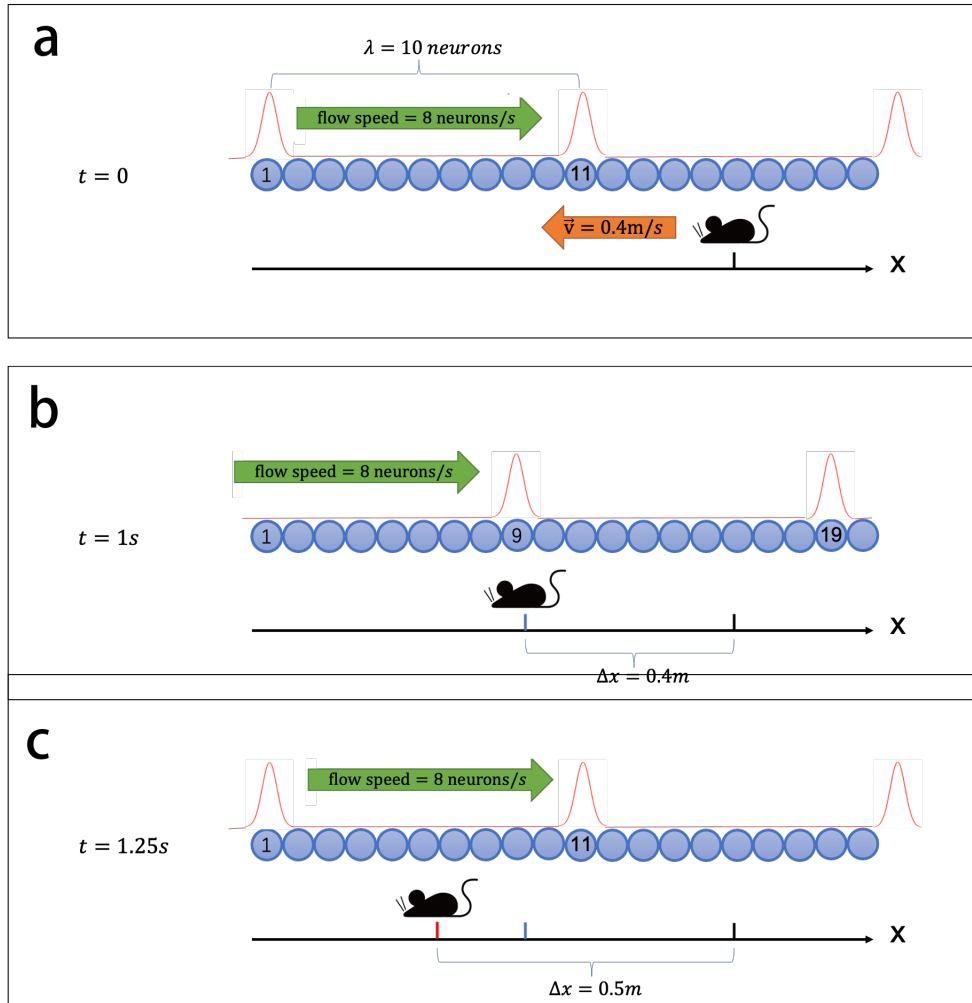 a
λ = 10 neurons
flow speed = 8 neurons/s
t = 0
1
11
v⃗ = 0.4m/s
X
b
flow speed = 8 neurons/s
t = 1s
1
9
19
X
Δx = 0.4m
c
flow speed = 8 neurons/s
t = 1.25s
1
11
X
Δx = 0.5m